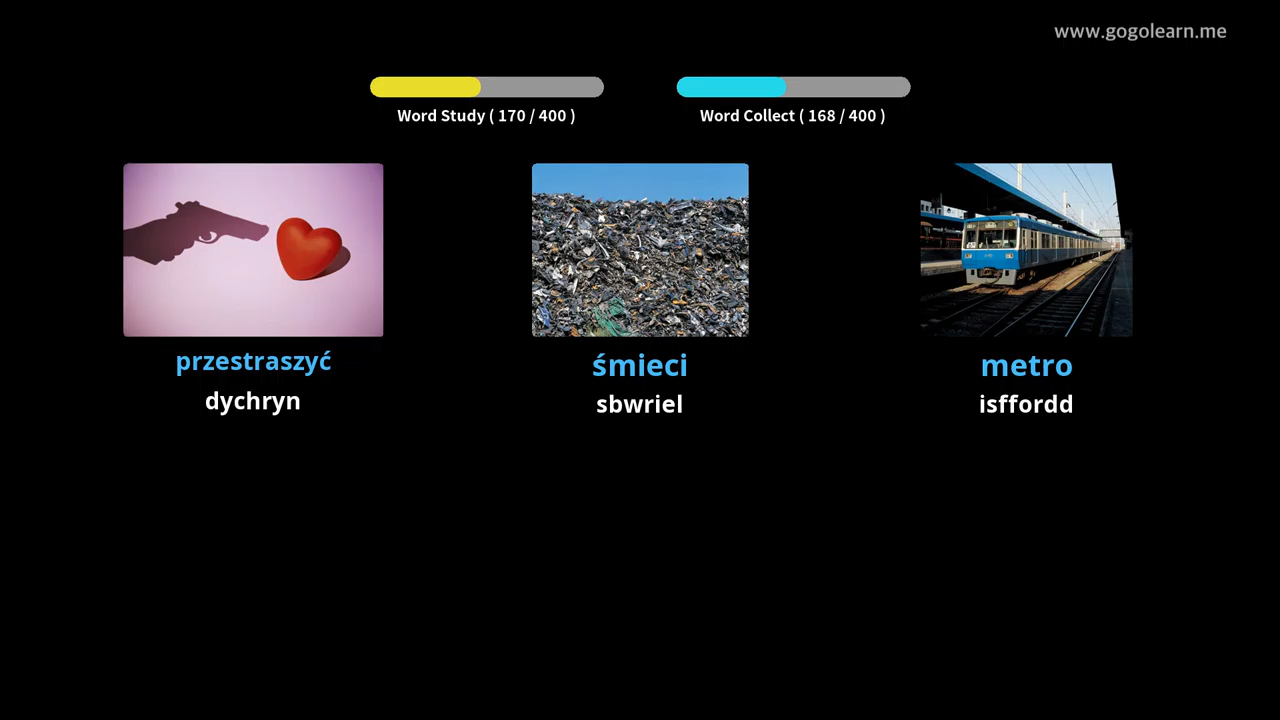 www.gogolearn.me
Word Study ( 170 / 400 )
Word Collect ( 168 / 400 )
przestraszyć
dychryn
śmieci
sbwriel
metro
isffordd